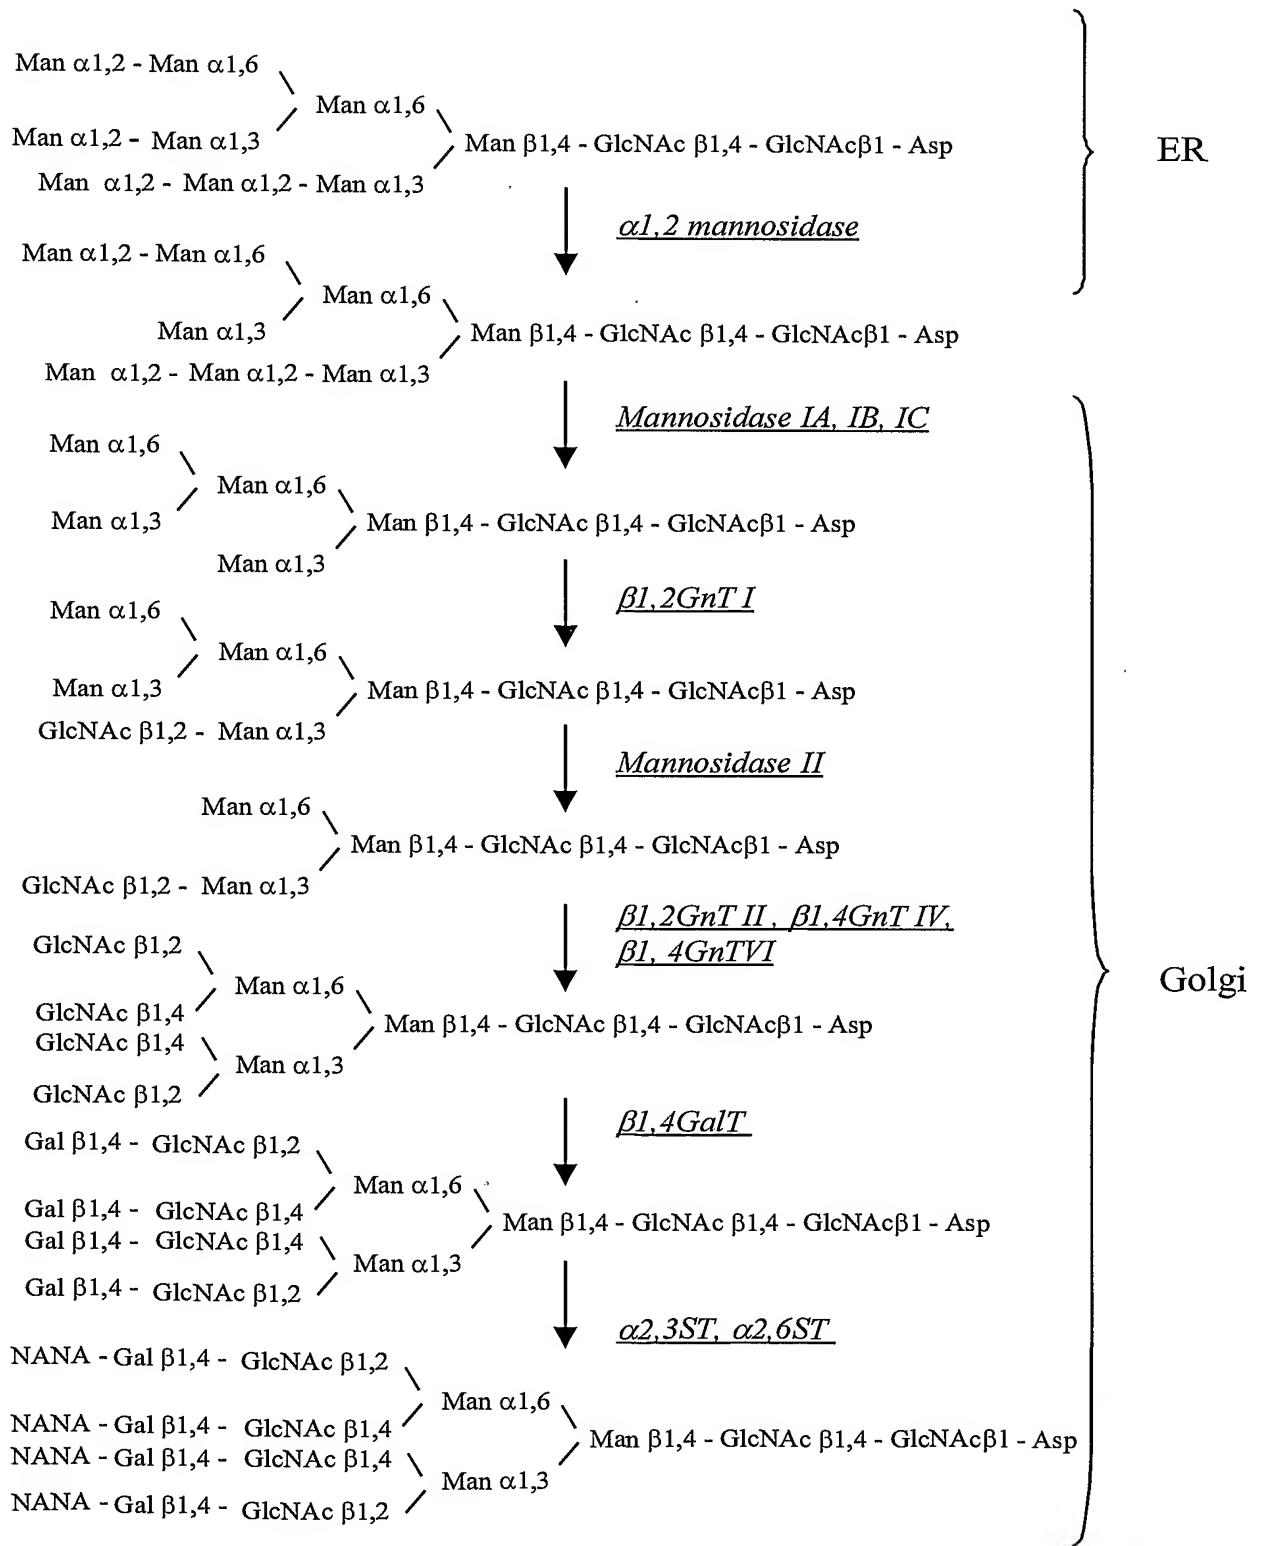 Man α1,2 - Man α1,6
Man α1,6
Man α1,2 - Man α1,3
Man β1,4 - GlcNAc β1,4 - GlcNAcβ1 - Asp
ER
Man α1,2 - Man α1,2 - Man α1,3
α1,2 mannosidase
Man α1,2 - Man α1,6
Man α1,6
Man α1,3
Man β1,4 - GlcNAc β1,4 - GlcNAcβ1 - Asp
Man α1,2 - Man α1,2 - Man α1,3
Mannosidase IA, IB, IC
Man α1,6
Man α1,6
Man α1,3
Man β1,4 - GlcNAc β1,4 - GlcNAcβ1 - Asp
Man α1,3
β1,2GnT I
Man α1,6
Man α1,6
Man α1,3
Man β1,4 - GlcNAc β1,4 - GlcNAcβ1 - Asp
GlcNAc β1,2 - Man α1,3
Mannosidase II
Man α1,6
Man β1,4 - GlcNAc β1,4 - GlcNAcβ1 - Asp
GlcNAc β1,2 - Man α1,3
β1,2GnT II, β1,4GnT IV,
β1, 4GnTVI
GlcNAc β1,2
Man α1,6
Golgi
GlcNAc β1,4
Man β1,4 - GlcNAc β1,4 - GlcNAcβ1 - Asp
GlcNAc β1,4
Man α1,3
GlcNAc β1,2
β1,4GalT
Gal β1,4 - GlcNAc β1,2
Man α1,6
Gal β1,4 - GlcNAc β1,4
Man β1,4 - GlcNAc β1,4 - GlcNAcβ1 - Asp
Gal β1,4 - GlcNAc β1,4
Man α1,3
Gal β1,4 - GlcNAc β1,2
α2,3ST, α2,6ST
NANA - Gal β1,4 - GlcNAc β1,2
Man α1,6
NANA - Gal β1,4 - GlcNAc β1,4
Man β1,4 - GlcNAc β1,4 - GlcNAcβ1 - Asp
NANA - Gal β1,4 - GlcNAc β1,4
Man α1,3
NANA - Gal β1,4 - GlcNAc β1,2